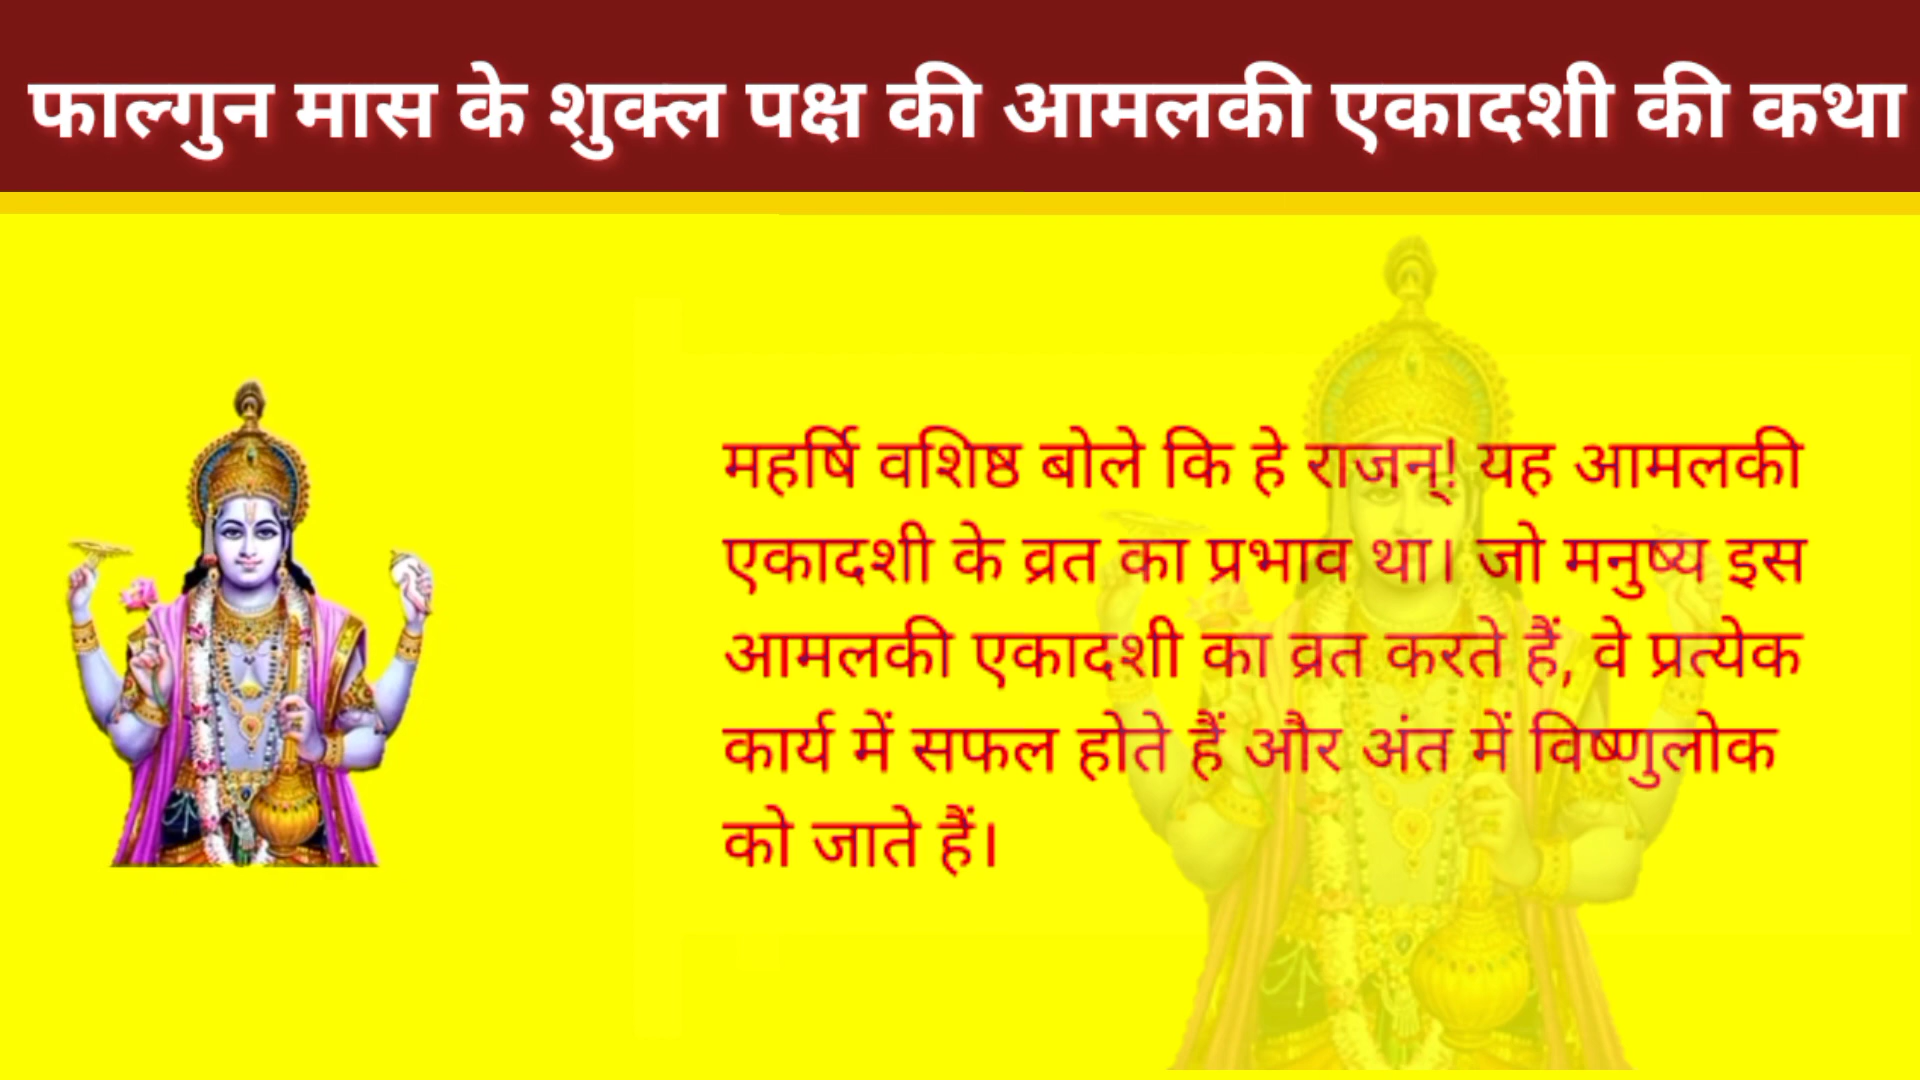 फाल्गुन मास के शुक्ल पक्ष की आमलकी एकादशी की कथा
महर्षि वशिष्ठ बोले कि हे राजन्! यह आमलकी
एकादशी के व्रत का प्रभाव था। जो मनुष्य इस
आमलकी एकादशी का व्रत करते हैं, वे प्रत्येक
कार्य में सफल होते हैं और अंत में विष्णुलोक
को जाते हैं।